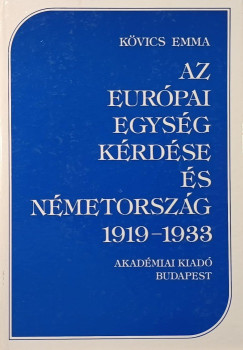 KÖVICS EMMA
AZ
EURÓPAI
EGYSÉG
KÉRDÉSE
ÉS
NÉMETORSZÁG
1919–1933
AKADÉMIAI KIADÓ
BUDAPEST